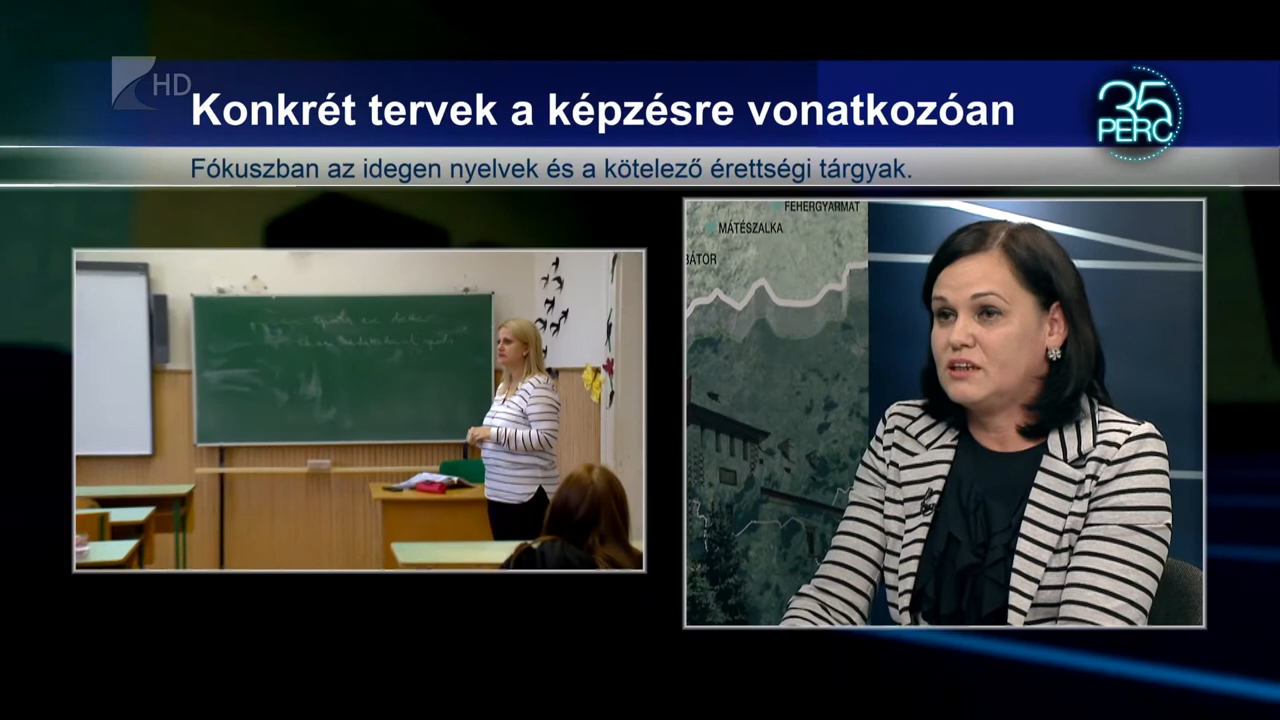 HD
Konkrét tervek a képzésre vonatkozóan
35
PERC
Fókuszban az idegen nyelvek és a kötelező érettségi tárgyak.
FEHERGYARMAT
MÁTÉSZALKA
BÁTOR